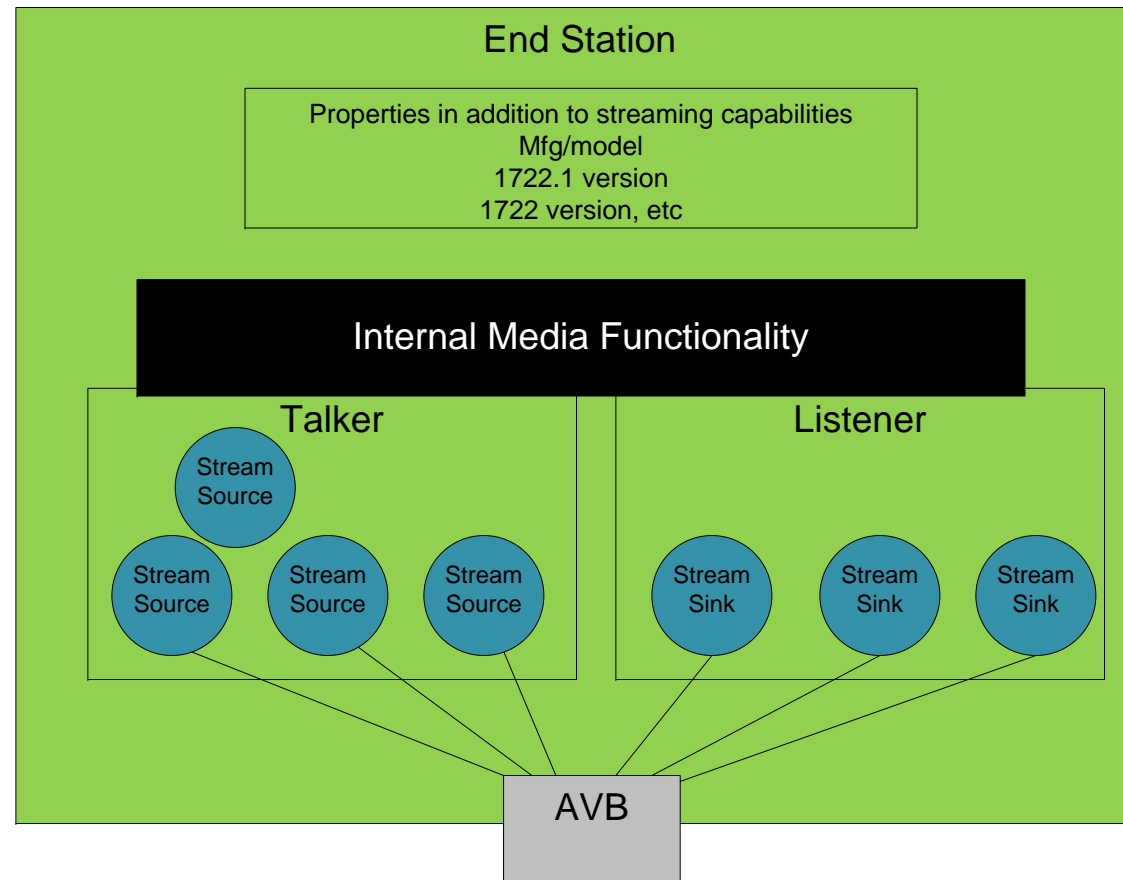 End Station
Properties in addition to streaming capabilities
Mfg/model
1722.1 version
1722 version, etc
Internal Media Functionality
Talker
Listener
Stream
Source
Stream
Source
Stream
Source
Stream
Source
Stream
Sink
Stream
Sink
Stream
Sink
AVB